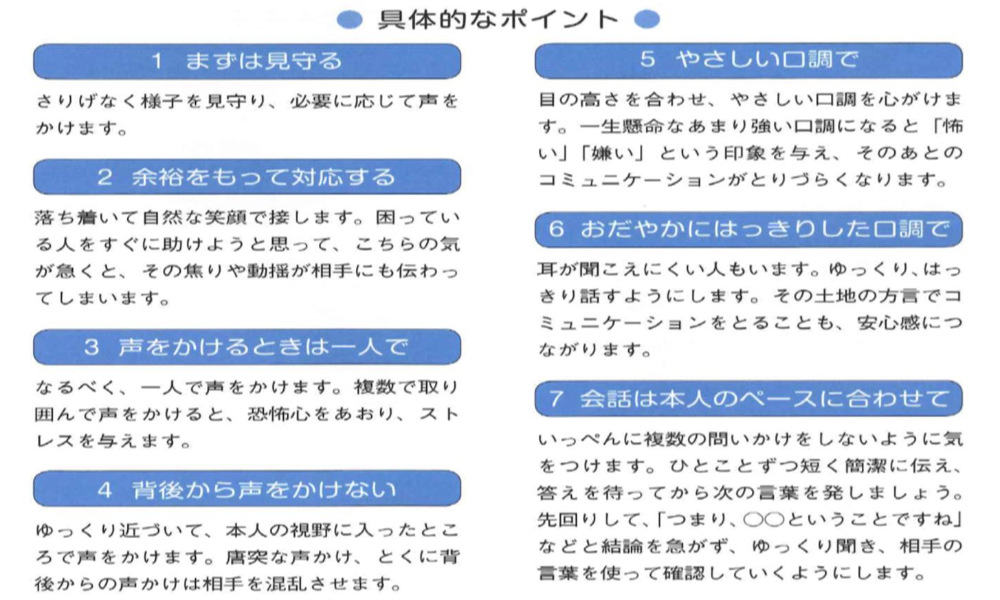 ● 具体的なポイント ●
1 まずは見守る
さりげなく様子を見守り、必要に応じて声を
かけます。
2 余裕をもって対応する
落ち着いて自然な笑顔で接します。困ってい
る人をすぐに助けようと思って、こちらの気
が急くと、その焦りや動揺が相手にも伝わっ
てしまいます。
3 声をかけるときは一人で
なるべく、一人で声をかけます。複数で取り
囲んで声をかけると、恐怖心をあおり、スト
レスを与えます。
4 背後から声をかけない
ゆっくり近づいて、本人の視野に入ったとこ
ろで声をかけます。唐突な声かけ、とくに背
後からの声かけは相手を混乱させます。
5 やさしい口調で
目の高さを合わせ、やさしい口調を心がけま
す。一生懸命なあまり強い口調になると「怖
い」「嫌い」という印象を与え、そのあとの
コミュニケーションがとりづらくなります。
6 おだやかにはっきりした口調で
耳が聞こえにくい人もいます。ゆっくり、はっ
きり話すようにします。その土地の方言でコ
ミュニケーションをとることも、安心感につ
ながります。
7 会話は本人のペースに合わせて
いっぺんに複数の問いかけをしないように気
をつけます。ひとことずつ短く簡潔に伝え、
答えを待ってから次の言葉を発しましょう。
先回りして、「つまり、○○ということですね」
などと結論を急がず、ゆっくり聞き、相手の
言葉を使って確認していくようにします。